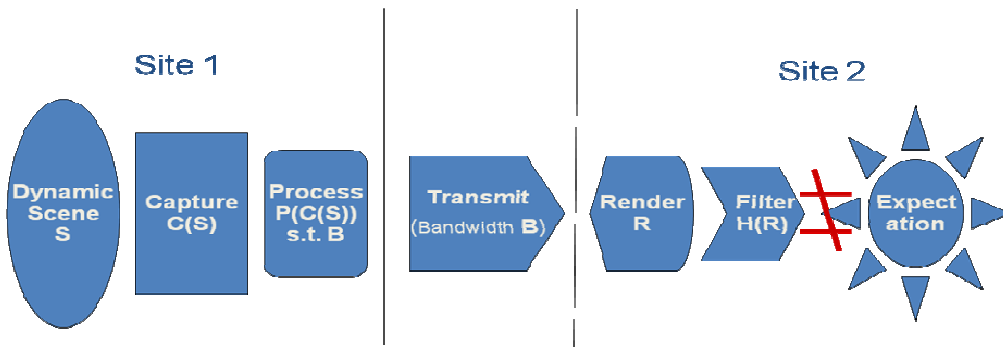 Site 1
Site 2
Dynamic
Scene
S
Capture
C(S)
Process
P(C(S))
s.t. B
Transmit
(Bandwidth B)
Render
R
Filter
H(R)
≠
Expect
ation